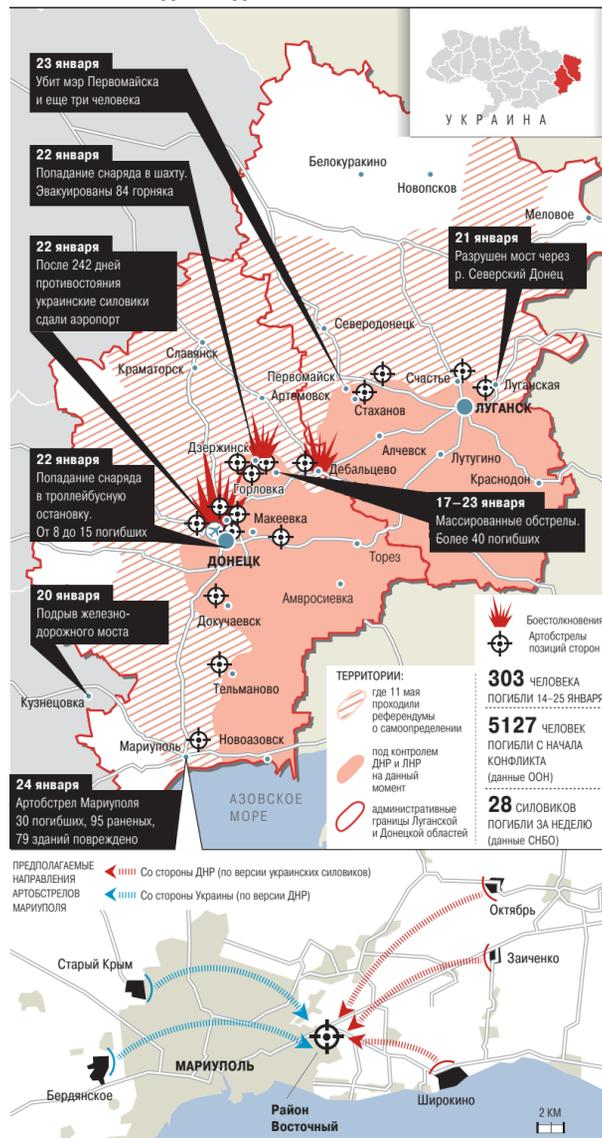 УКРАИНА
23 января
Убит мэр Первомайска
и еще три человека
22 января
Попадание снаряда в шахту.
Эвакуированы 84 горняка
22 января
После 242 дней
противостояния
украинские силовики
сдали аэропорт
21 января
Разрушен мост через
р. Северский Донец
Белокуракино
Новопсков
Меловое
Северодонецк
Славянск
Краматорск
Первомайск
Артемовск
Стаханов
Счастье
Луганская
ЛУГАНСК
Дзержинск
Горловка
Дебальцево
Алчевск
Лутугино
Краснодон
22 января
Попадание снаряда
в троллейбусную
остановку.
От 8 до 15 погибших
17–23 января
Массированные обстрелы.
Более 40 погибших
Макеевка
ДОНЕЦК
Торез
Амвросиевка
Докучаевск
20 января
Подрыв железно-
дорожного моста
Тельманово
Кузнецовка
Мариуполь
Новоазовск
24 января
Артобстрел Мариуполя
30 погибших, 95 раненых,
79 зданий повреждено
АЗОВСКОЕ
МОРЕ
Боестолкновения
Артобстрелы
позиций сторон
ТЕРРИТОРИИ:
где 11 мая
проходили
референдумы
о самоопределении
под контролем
ДНР и ЛНР
на данный
момент
административные
границы Луганской
и Донецкой областей
303 ЧЕЛОВЕКА
ПОГИБЛИ 14–25 ЯНВАРЯ
5127 ЧЕЛОВЕК
ПОГИБЛИ С НАЧАЛА
КОНФЛИКТА
(данные ООН)
28 СИЛОВИКОВ
ПОГИБЛИ ЗА НЕДЕЛЮ
(данные СНБО)
ПРЕДПОЛАГАЕМЫЕ
НАПРАВЛЕНИЯ
АРТОБСТРЕЛОВ
МАРИУПОЛЯ
Со стороны ДНР (по версии украинских силовиков)
Со стороны Украины (по версии ДНР)
Октябрь
Заиченко
Старый Крым
МАРИУПОЛЬ
Бердянское
Широкино
Район
Восточный
2 КМ